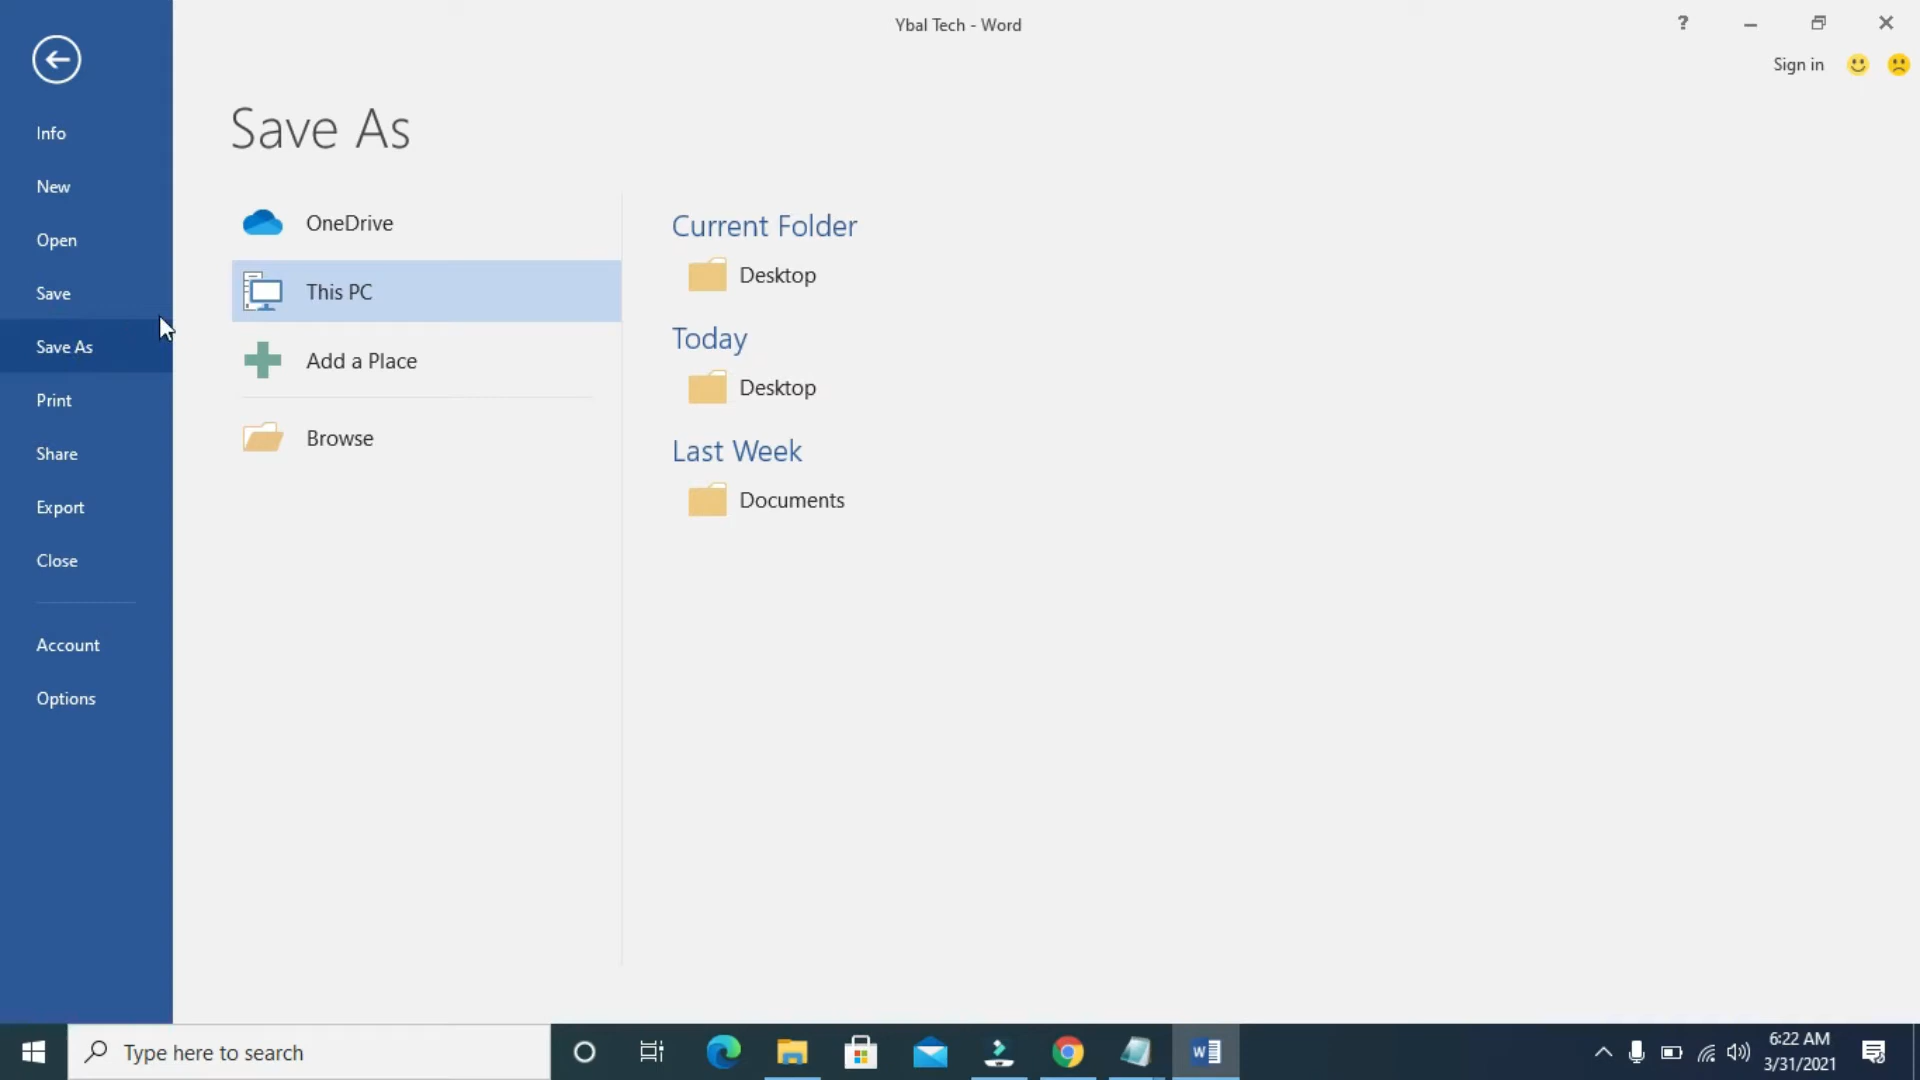 Ybal Tech - Word
?
Sign in
Info
New
Open
Save
Save As
Print
Share
Export
Close
Account
Options
Save As
OneDrive
This PC
Add a Place
Browse
Current Folder
Desktop
Today
Desktop
Last Week
Documents
Type here to search
W
6:22 AM
3/31/2021